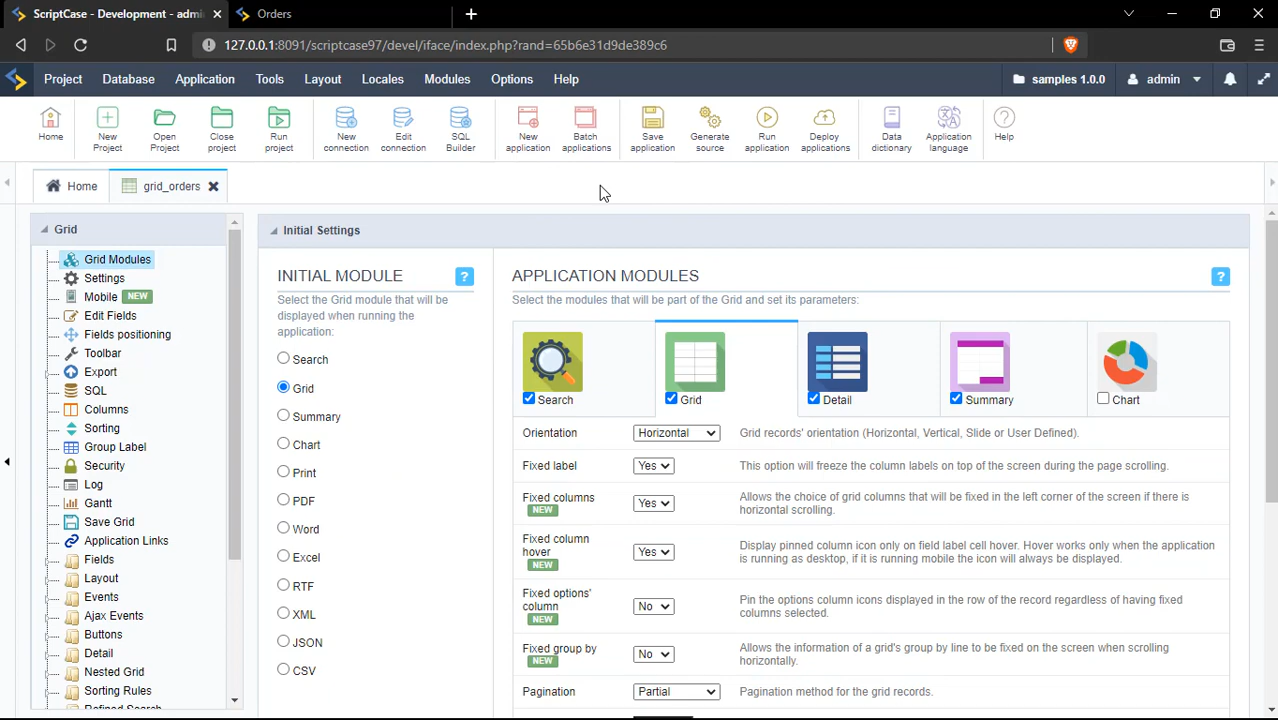 ScriptCase - Development - admi
Orders
127.0.0.1:8091/scriptcase97/devel/iface/index.php?rand=65b6e31d9de389c6
Project Database Application Tools Layout Locales Modules Options Help samples 1.0.0 admin
Home
New Project
Open Project
Close project
Run project
New connection
Edit connection
SQL Builder
New application
Batch applications
Save application
Generate source
Run application
Deploy applications
Data dictionary
Application language
Help
Home
grid_orders
Grid
Grid Modules
Settings
Mobile NEW
Edit Fields
Fields positioning
Toolbar
Export
SQL
Columns
Sorting
Group Label
Security
Log
Gantt
Save Grid
Application Links
Fields
Layout
Events
Ajax Events
Buttons
Detail
Nested Grid
Sorting Rules
Refined Search
Initial Settings
INITIAL MODULE ?
Select the Grid module that will be
displayed when running the
application:
Search
Grid
Summary
Chart
Print
PDF
Word
Excel
RTF
XML
JSON
CSV
APPLICATION MODULES ?
Select the modules that will be part of the Grid and set its parameters:
Search
Grid
Detail
Summary
Chart
Orientation Horizontal Grid records' orientation (Horizontal, Vertical, Slide or User Defined).
Fixed label Yes This option will freeze the column labels on top of the screen during the page scrolling.
Fixed columns NEW Yes Allows the choice of grid columns that will be fixed in the left corner of the screen if there is
horizontal scrolling.
Fixed column
hover
NEW
Yes
Display pinned column icon only on field label cell hover. Hover works only when the application
is running as desktop, if it is running mobile the icon will always be displayed.
Fixed options'
column
NEW
No
Pin the options column icons displayed in the row of the record regardless of having fixed
columns selected.
Fixed group by
NEW
No
Allows the information of a grid's group by line to be fixed on the screen when scrolling
horizontally.
Pagination Partial Pagination method for the grid records.